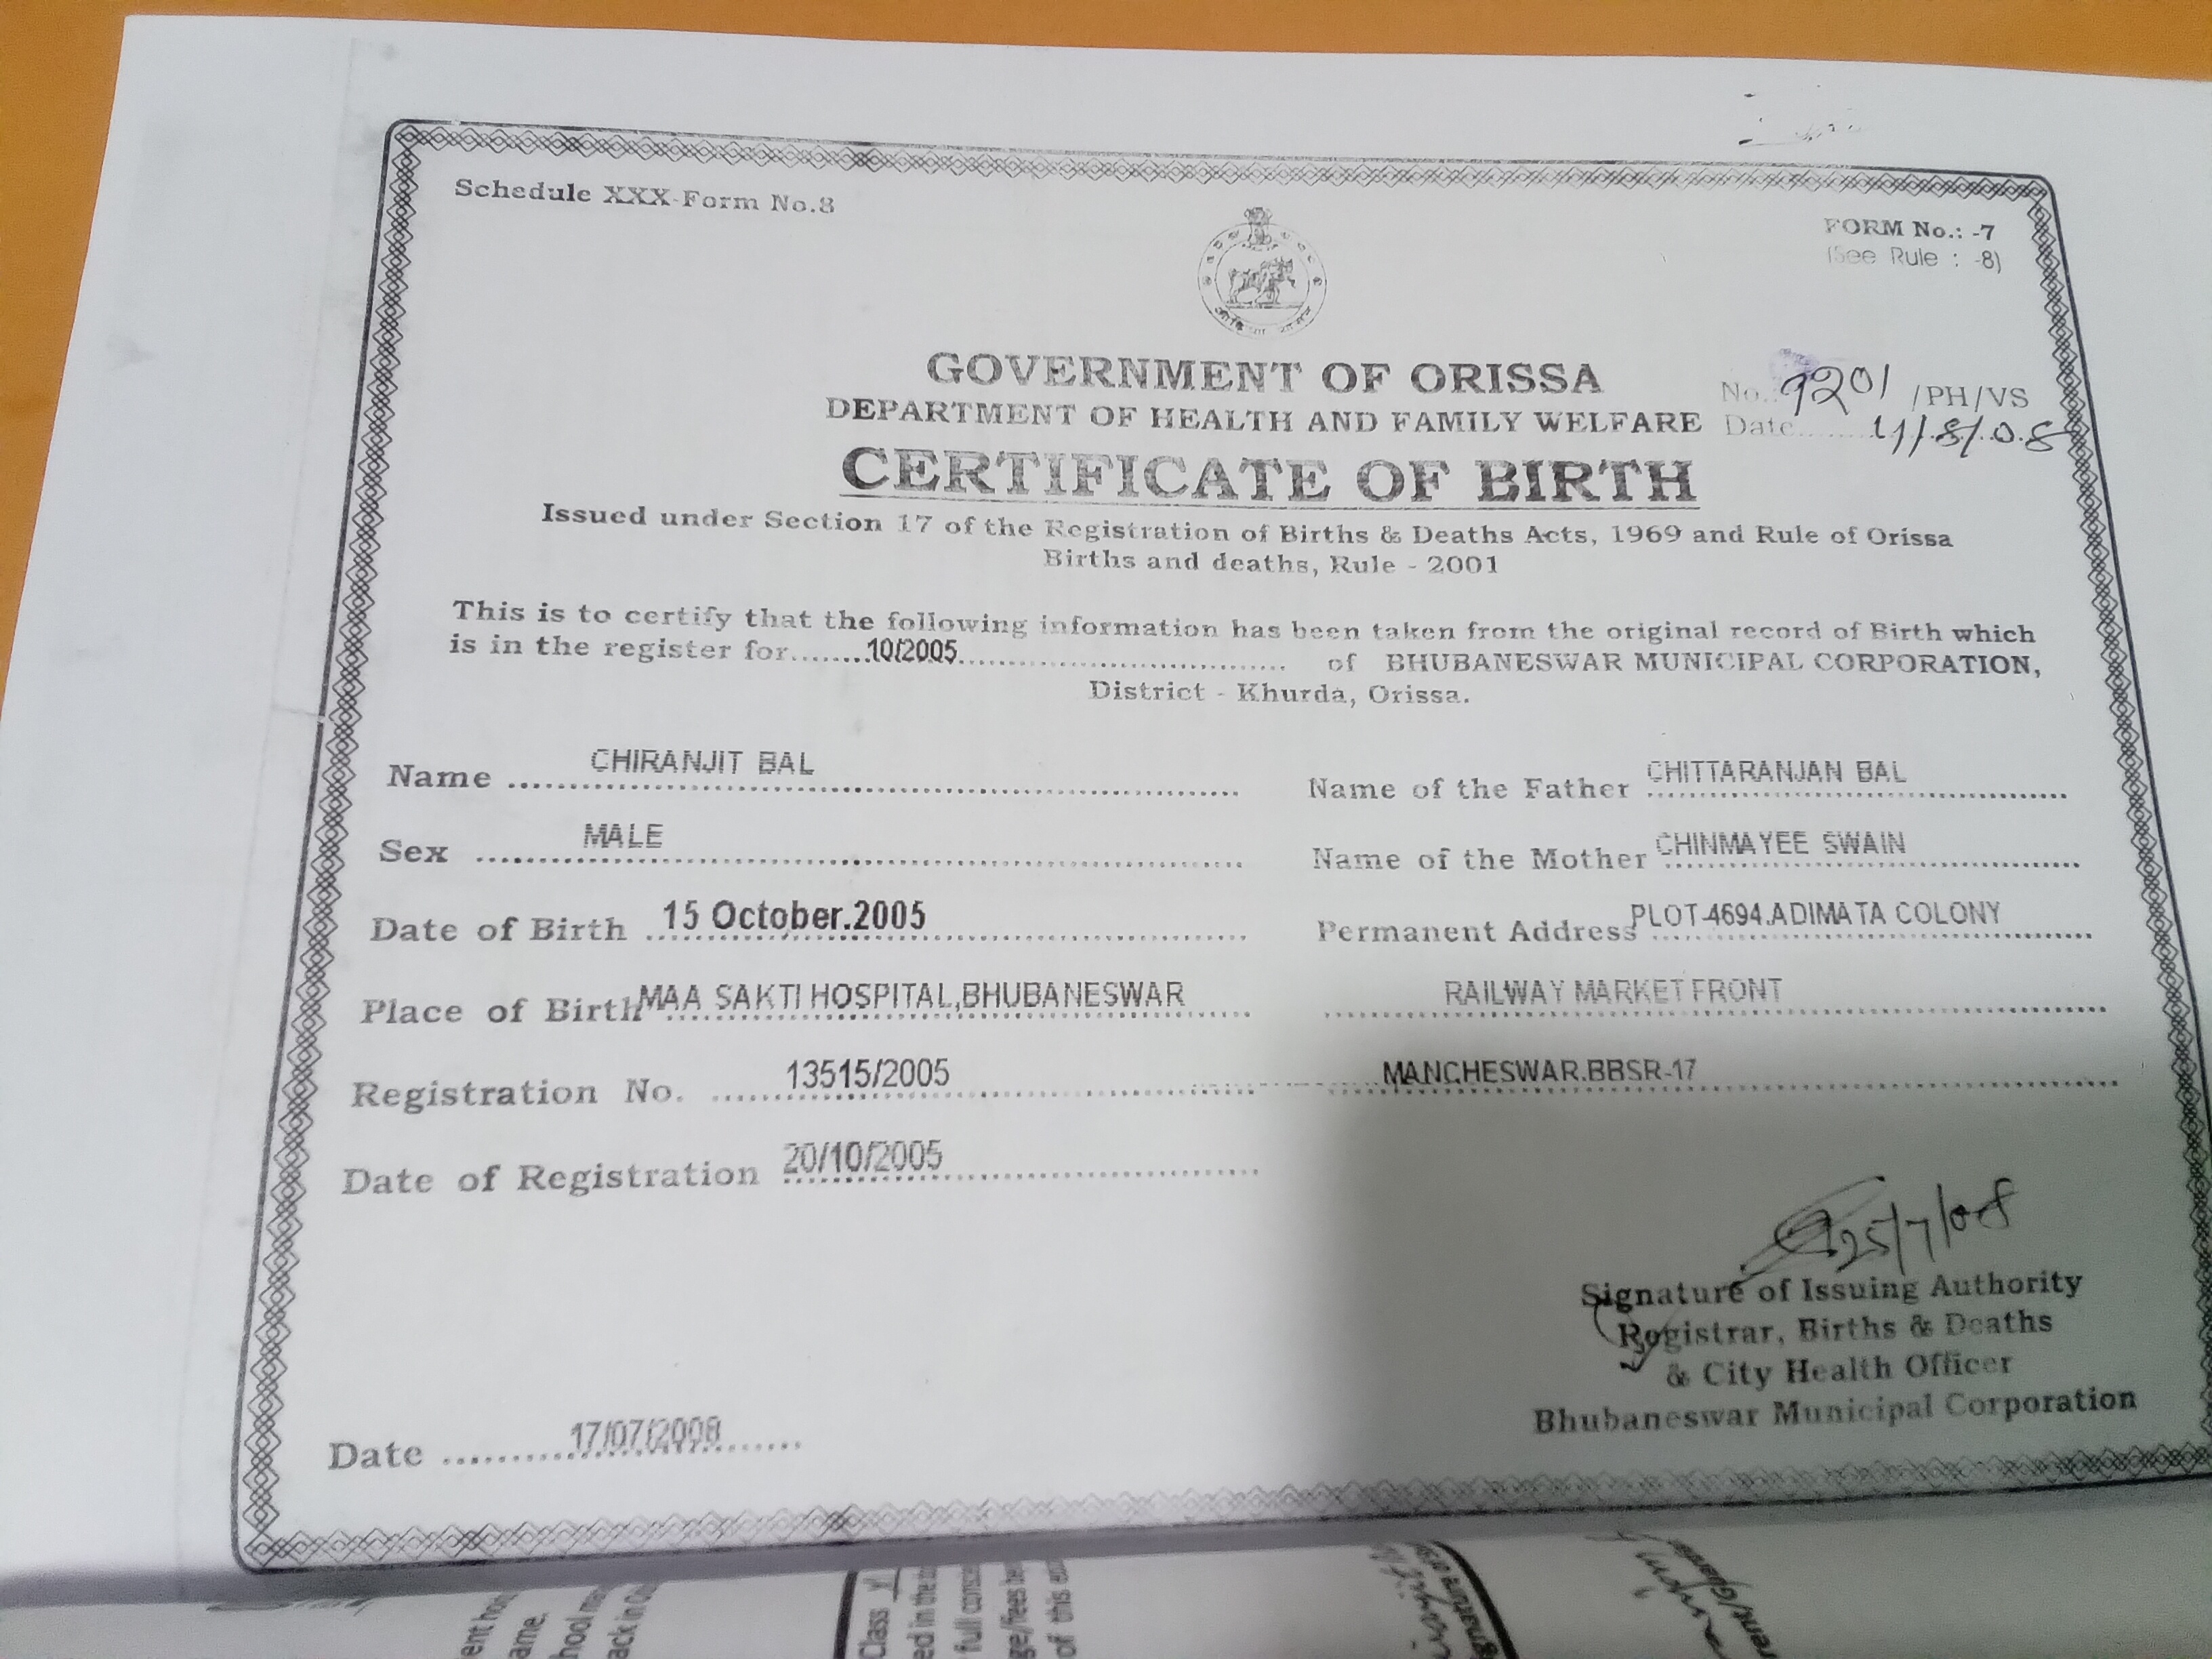 Schedule XXX-Form No.8
FORM No.: -7
(See Rule : -8)
GOVERNMENT OF ORISSA
DEPARTMENT OF HEALTH AND FAMILY WELFARE
No.: 9201 /PH/VS
Date........11/8/08
CERTIFICATE OF BIRTH
Issued under Section 17 of the Registration of Births & Deaths Acts, 1969 and Rule of Orissa
Births and deaths, Rule - 2001
This is to certify that the following information has been taken from the original record of Birth which
is in the register for........10/2005.................................... of BHUBANESWAR MUNICIPAL CORPORATION,
District - Khurda, Orissa.
Name ........ CHIRANJIT BAL
Name of the Father CHITTARANJAN BAL
Sex ........ MALE
Name of the Mother CHINMAYEE SWAIN
Date of Birth 15 October.2005
Permanent Address PLOT-4694.ADIMATA COLONY
Place of Birth MAA SAKTI HOSPITAL,BHUBANESWAR
RAILWAY MARKET FRONT
Registration No. 13515/2005
MANCHESWAR.BBSR-17
Date of Registration 20/10/2005
25/7/08
Signature of Issuing Authority
Registrar, Births & Deaths
& City Health Officer
Bhubaneswar Municipal Corporation
Date ........ 17/07/2008
ame.
Class
full
of this